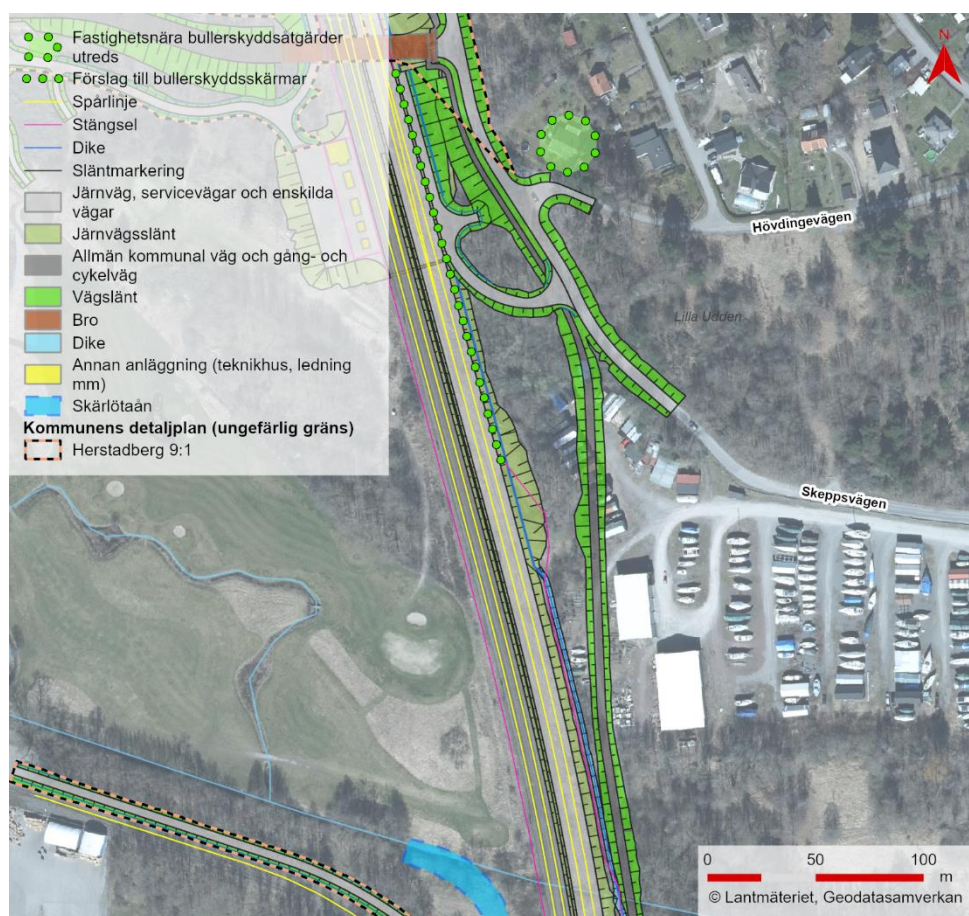 Fastighetsnära bullerskyddsåtgärder
utreds
Förslag till bullerskyddsskärmar
Spårlinje
Stängsel
Dike
Släntmarkering
Järnväg, servicevägar och enskilda
vägar
Järnvägsslänt
Allmän kommunal väg och gång- och
cykelväg
Vägslänt
Bro
Dike
Annan anläggning (teknikhus, ledning
mm)
Skärlötaån
Kommunens detaljplan (ungefärlig gräns)
Herstadberg 9:1
N
Hövdingevägen
Lilla Udden
Skeppsvägen
0 50 100
m
© Lantmäteriet, Geodatasamverkan